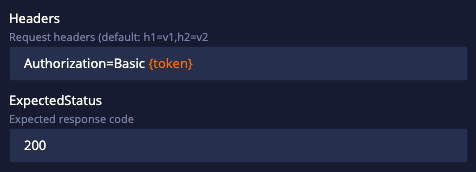 Headers
Request headers (default: h1=v1,h2=v2
Authorization=Basic {token}
ExpectedStatus
Expected response code
200